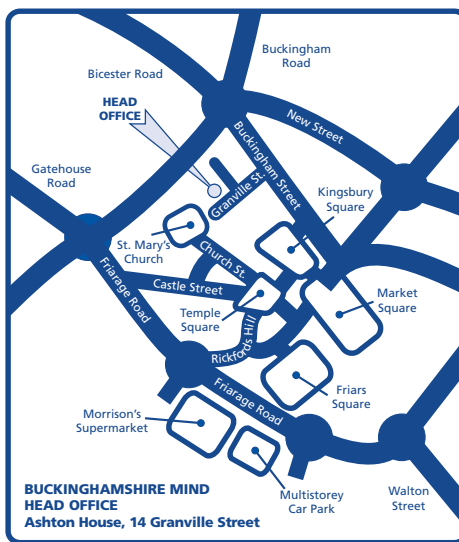 Buckingham
Road
Bicester Road
HEAD
OFFICE
New Street
Buckingham Street
Gatehouse
Road
Granville St.
Kingsbury
Square
St. Mary's
Church
Church St.
Friarage Road
Castle Street
Market
Square
Temple
Square
Rickfords Hill
Friars
Square
Friarage Road
Morrison's
Supermarket
Multistorey
Car Park
Walton
Street
BUCKINGHAMSHIRE MIND
HEAD OFFICE
Ashton House, 14 Granville Street